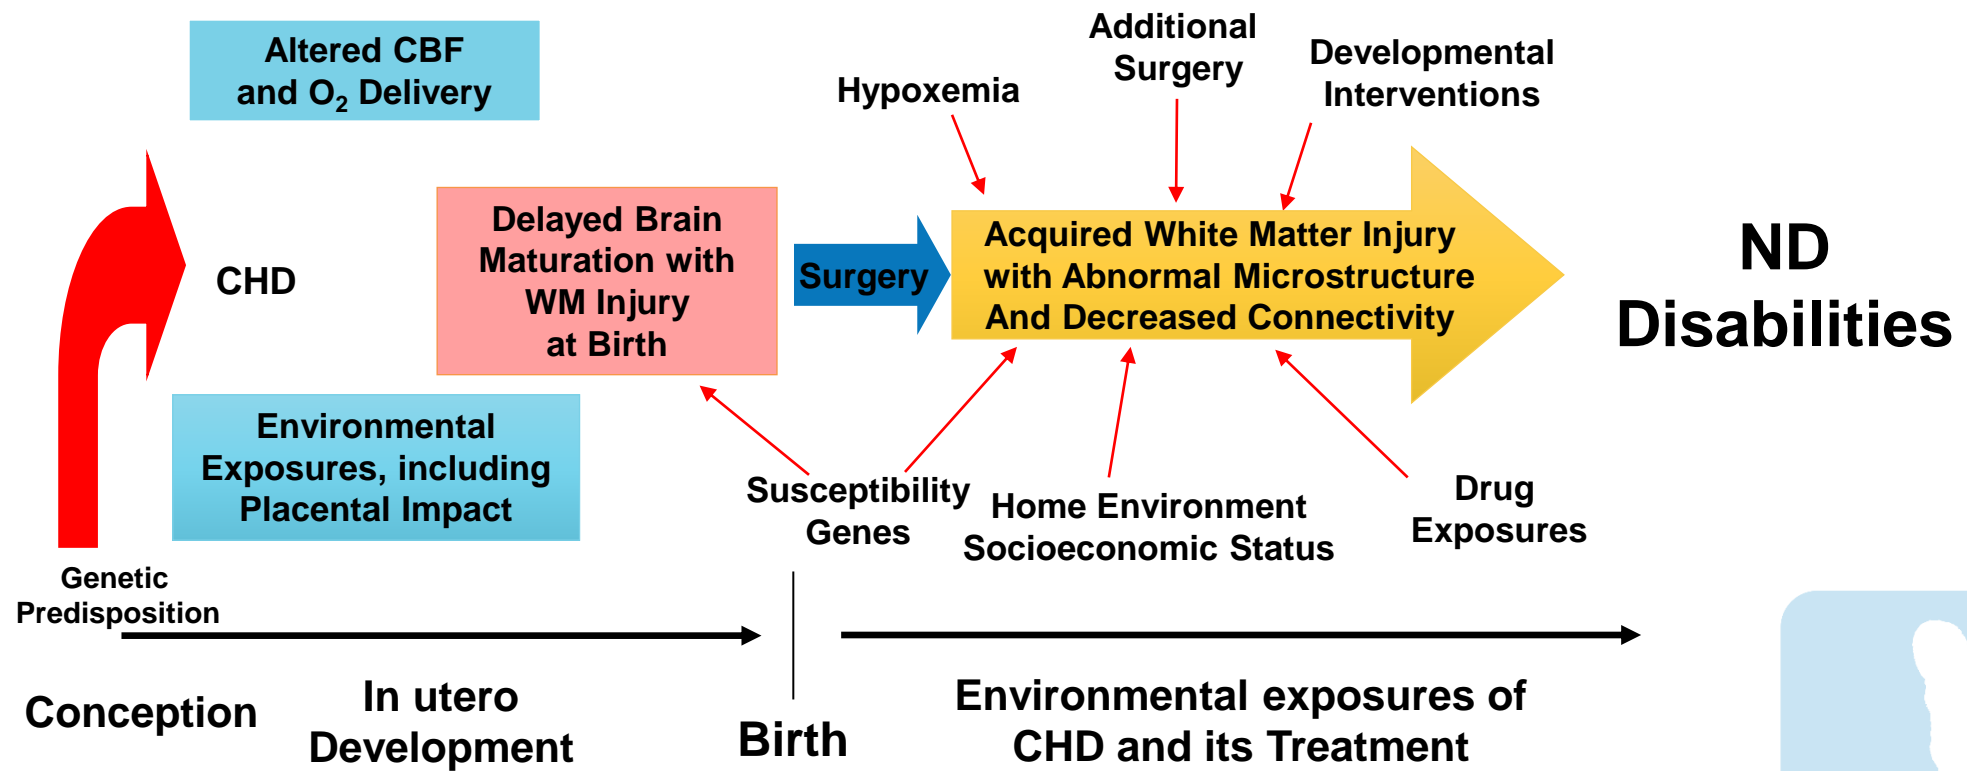 Altered CBF
and O₂ Delivery
Hypoxemia
Additional
Surgery
Developmental
Interventions
CHD
Delayed Brain
Maturation with
WM Injury
at Birth
Surgery
Acquired White Matter Injury
with Abnormal Microstructure
And Decreased Connectivity
ND
Disabilities
Environmental
Exposures, including
Placental Impact
Susceptibility
Genes
Home Environment
Socioeconomic Status
Drug
Exposures
Genetic
Predisposition
Conception
In utero
Development
Birth
Environmental exposures of
CHD and its Treatment